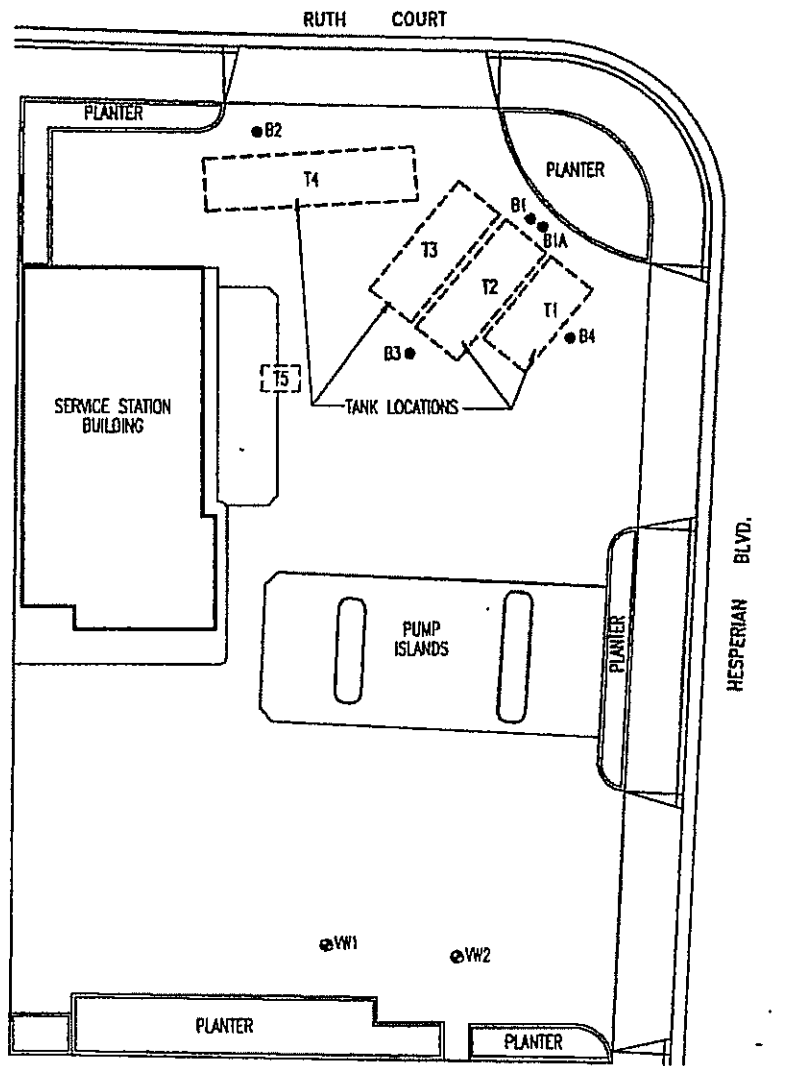 RUTH COURT
PLANTER
B2
T4
PLANTER
B1
B1A
T3
T2
T1
B4
B3
T5
TANK LOCATIONS
SERVICE STATION
BUILDING
HESPERIAN BLVD.
PUMP
ISLANDS
PLANTER
VW1
VW2
PLANTER
PLANTER